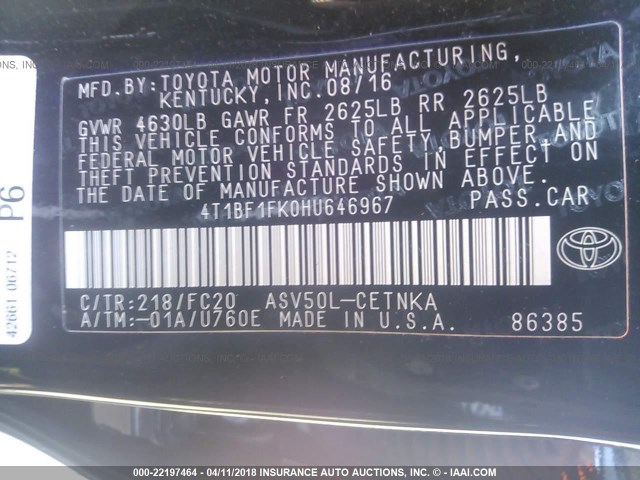 MFD.BY:TOYOTA MOTOR MANUFACTURING,
KENTUCKY,INC.08/16
GVWR 4630LB GAWR FR 2625LB RR 2625LB
THIS VEHICLE CONFORMS TO ALL APPLICABLE
FEDERAL MOTOR VEHICLE SAFETY,BUMPER,AND
THEFT PREVENTION STANDARDS IN EFFECT ON
THE DATE OF MANUFACTURE SHOWN ABOVE.
4T1BF1FK0HU646967 PASS.CAR
C/TR:218/FC20 ASV50L-CETNKA
A/TM:-01A/U760E MADE IN U.S.A. 86385
P6
42661 06712
000-22197464 - 04/11/2018 INSURANCE AUTO AUCTIONS, INC. - IAAI.COM